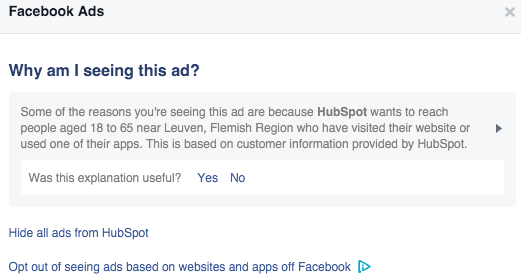 Facebook Ads
Why am I seeing this ad?
Some of the reasons you're seeing this ad are because HubSpot wants to reach
people aged 18 to 65 near Leuven, Flemish Region who have visited their website or
used one of their apps. This is based on customer information provided by HubSpot.
Was this explanation useful? Yes No
Hide all ads from HubSpot
Opt out of seeing ads based on websites and apps off Facebook